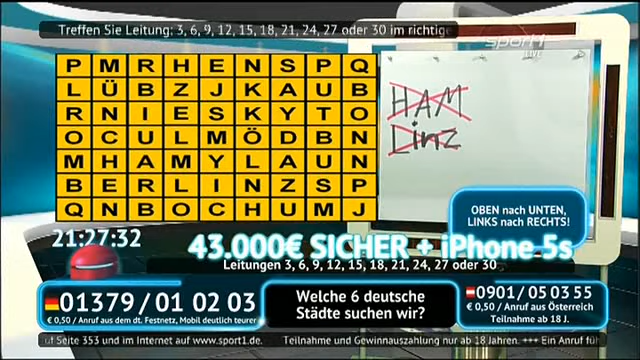 Treffen Sie Leitung: 3, 6, 9, 12, 15, 18, 21, 24, 27 oder 30 im richtige
sport1
LIVE
P M R H E N S P Q
L Ü B Z J K A U B
R N I E S K Y T O
O C U L M Ö D B N
M H A M Y L A U N
B E R L I N Z S P
Q N B O C H U M J
HAM
Linz
OBEN nach UNTEN,
LINKS nach RECHTS!
21:27:32
43.000€ SICHER + iPhone 5s
Leitungen 3, 6, 9, 12, 15, 18, 21, 24, 27 oder 30
01379 / 01 02 03
€ 0,50 / Anruf aus dem dt. Festnetz, Mobil deutlich teurer
Welche 6 deutsche
Städte suchen wir?
0901 / 05 03 55
€ 0,50 / Anruf aus Österreich
Teilnahme ab 18 J.
uf Seite 353 und im Internet auf www.sport1.de. Teilnahme und Gewinnauszahlung nur ab 18 Jahren. +++ Ein Anruf